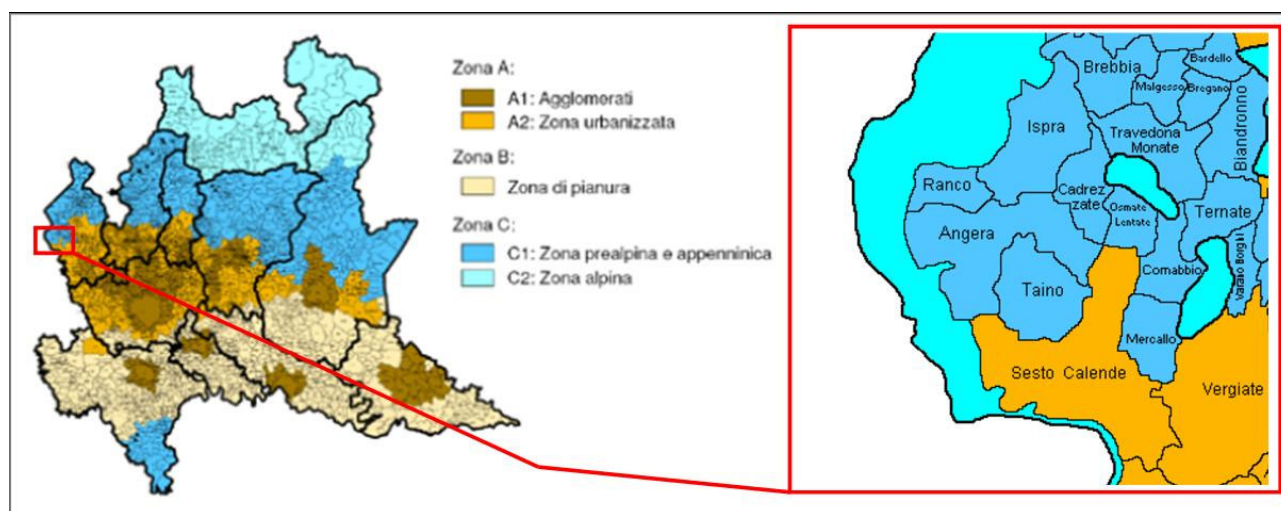 Zona A:
A1: Agglomerati
A2: Zona urbanizzata
Zona B:
Zona di pianura
Zona C:
C1: Zona prealpina e appenninica
C2: Zona alpina
Brebbia
Bardello
Malgesso
Bregano
Ispra
Travedona
Monate
Biandronno
Ranco
Cadrez
zate
Osmate
Lentate
Ternate
Angera
Comabbio
Varano Borghi
Taino
Mercallo
Sesto Calende
Vergiate